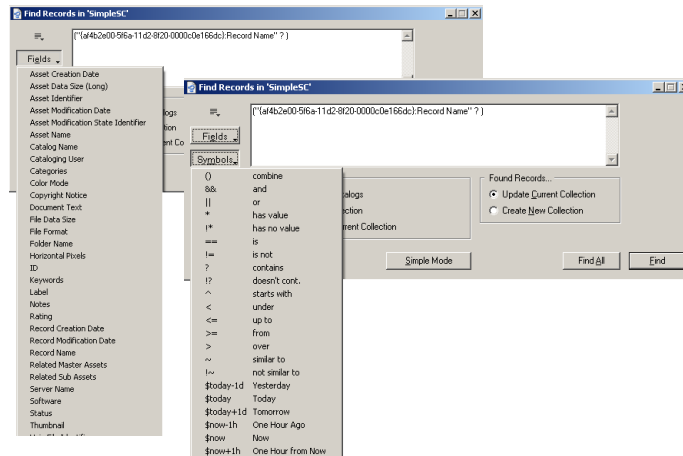 Find Records in 'SimpleSC'
{"{af4b2e00-5f6a-11d2-8f20-0000c0e166dc}:Record Name" ? }
Fields
Asset Creation Date
Asset Data Size (Long)
Asset Identifier
Asset Modification Date
Asset Modification State Identifier
Asset Name
Catalog Name
Cataloging User
Categories
Color Mode
Copyright Notice
Document Text
File Data Size
File Format
Folder Name
Horizontal Pixels
ID
Keywords
Label
Notes
Rating
Record Creation Date
Record Modification Date
Record Name
Related Master Assets
Related Sub Assets
Server Name
Software
Status
Thumbnail
Find Records in 'SimpleSC'
{"{af4b2e00-5f6a-11d2-8f20-0000c0e166dc}:Record Name" ? }
Fields
Symbols
() combine
&& and
|| or
* has value
!* has no value
== is
!= is not
? contains
!? doesn't cont.
^ starts with
< under
<= up to
>= from
> over
~ similar to
!~ not similar to
$today-1d Yesterday
$today Today
$today+1d Tomorrow
$now-1h One Hour Ago
$now Now
$now+1h One Hour from Now
Found Records...
Update Current Collection
Create New Collection
Simple Mode
Find All
Find